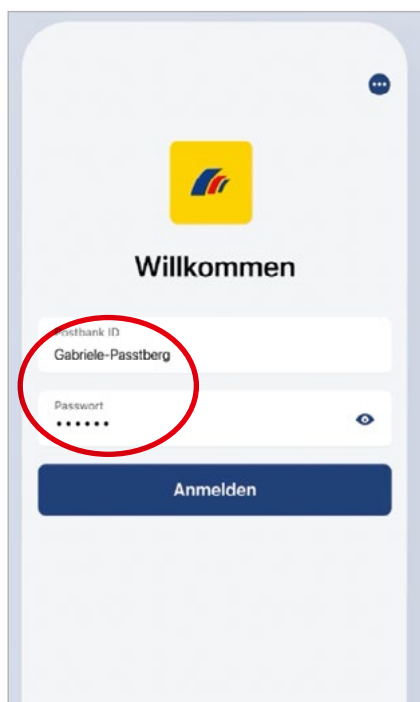 Willkommen
Postbank ID
Gabriele-Passtberg
Passwort
••••••
Anmelden